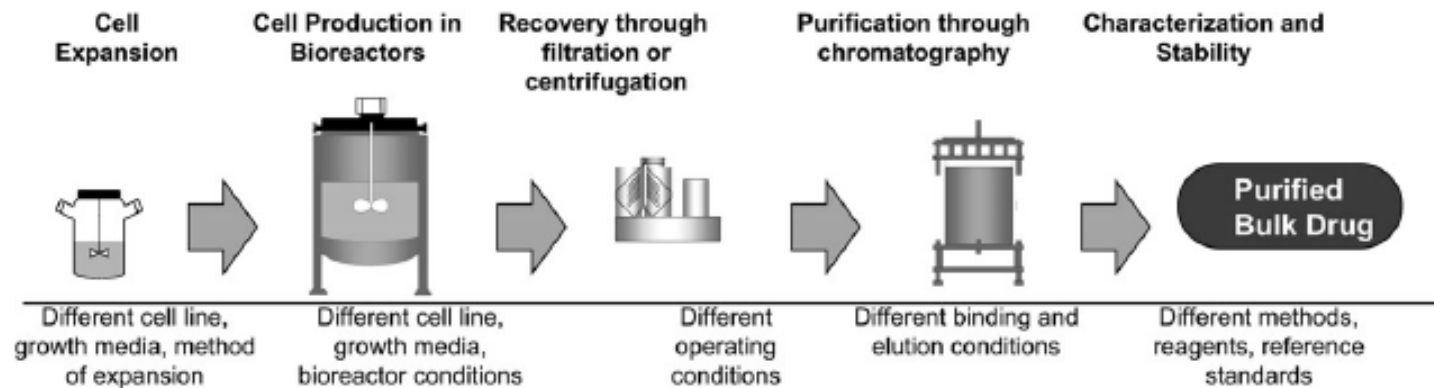 Cell
Expansion
Cell Production in
Bioreactors
Recovery through
filtration or
centrifugation
Purification through
chromatography
Characterization and
Stability
Purified
Bulk Drug
Different cell line,
growth media, method
of expansion
Different cell line,
growth media,
bioreactor conditions
Different
operating
conditions
Different binding and
elution conditions
Different methods,
reagents, reference
standards